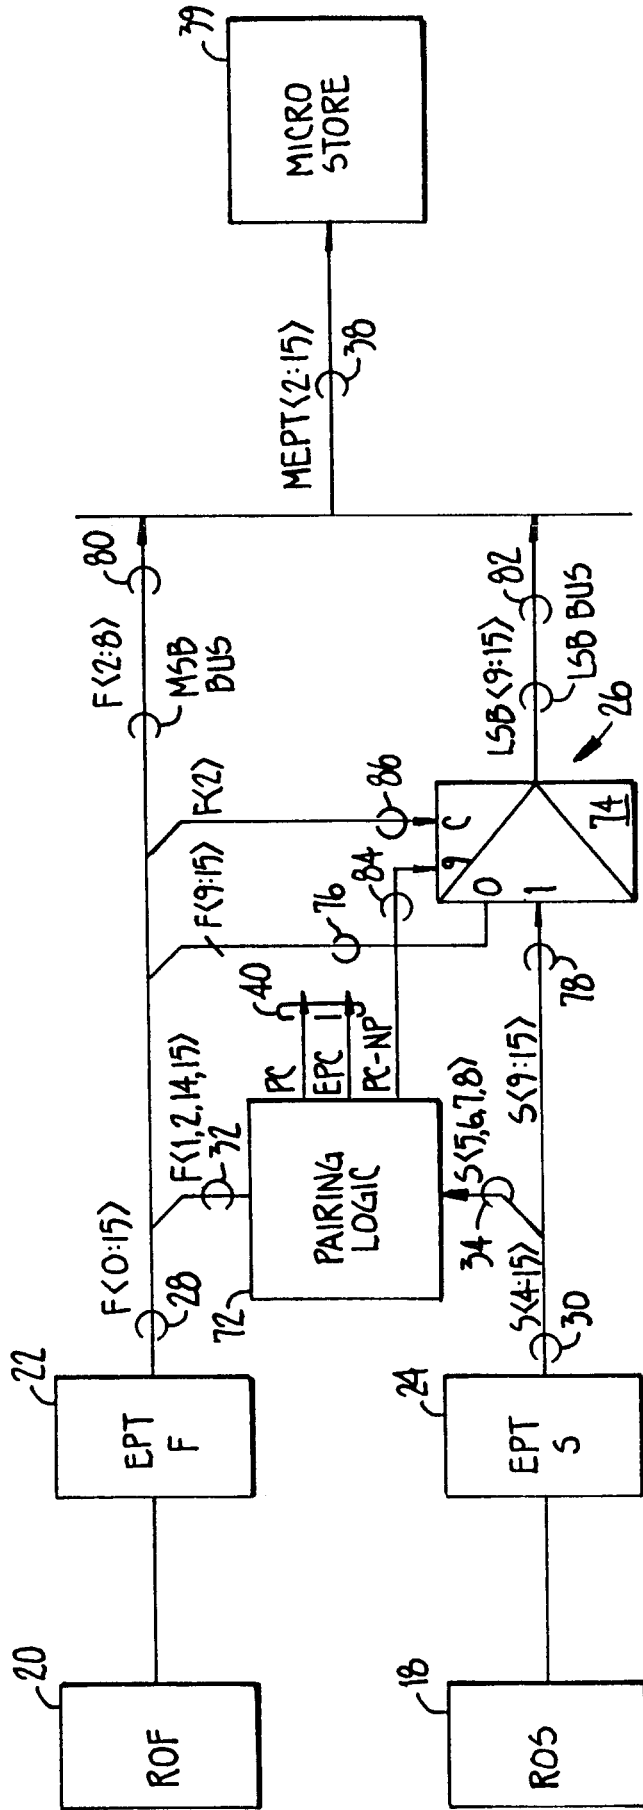 20
ROF
22
EPT
F
F<0:15>
28
F<1,2,14,15>
32
F<9:15>
76
F<2>
86
F<2:8>
80
MSB
BUS
72
PAIRING
LOGIC
PC
EPC
PC-NP
40
84
MEPT<2:15>
38
MICRO
STORE
39
18
ROS
24
EPT
S
S<4:15>
30
34
S<5,6,7,8>
S<9:15>
78
0
1
9
C
74
26
LSB<9:15>
82
LSB BUS